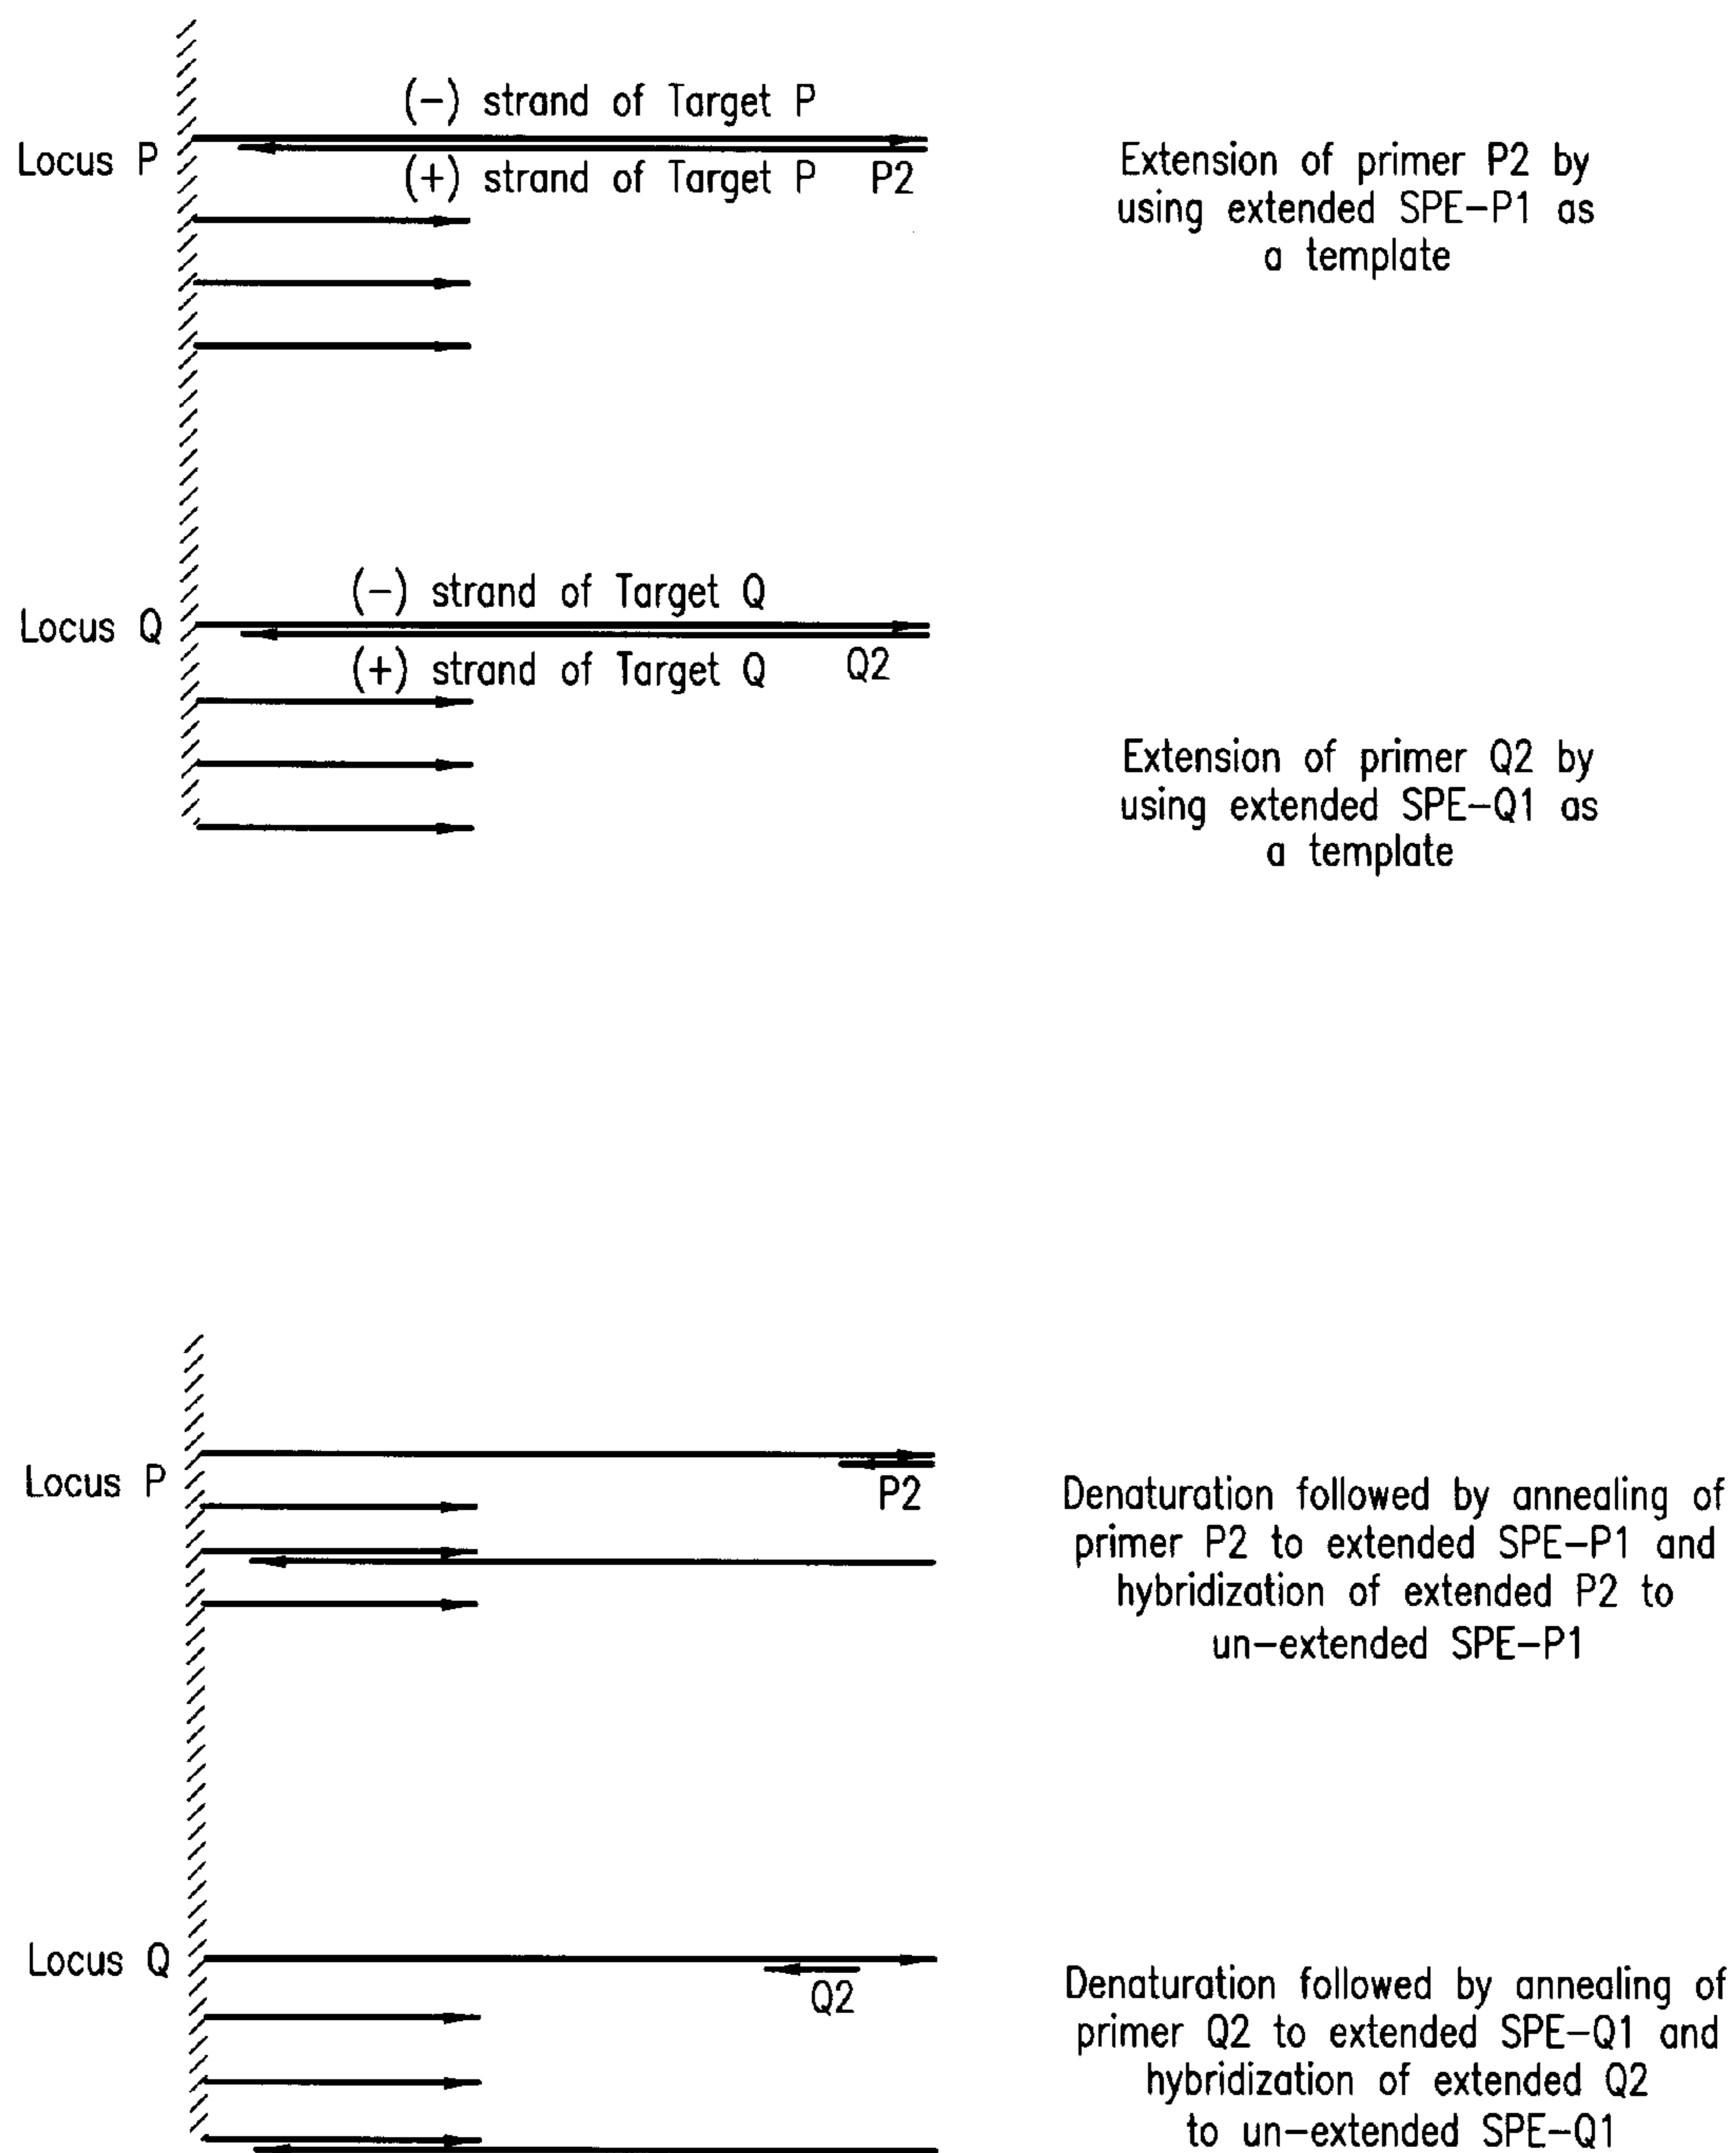 (-) strand of Target P
Locus P
(+) strand of Target P P2
Extension of primer P2 by
using extended SPE-P1 as
a template
(-) strand of Target Q
Locus Q
(+) strand of Target Q Q2
Extension of primer Q2 by
using extended SPE-Q1 as
a template
Locus P
P2
Denaturation followed by annealing of
primer P2 to extended SPE-P1 and
hybridization of extended P2 to
un-extended SPE-P1
Locus Q
Q2
Denaturation followed by annealing of
primer Q2 to extended SPE-Q1 and
hybridization of extended Q2
to un-extended SPE-Q1